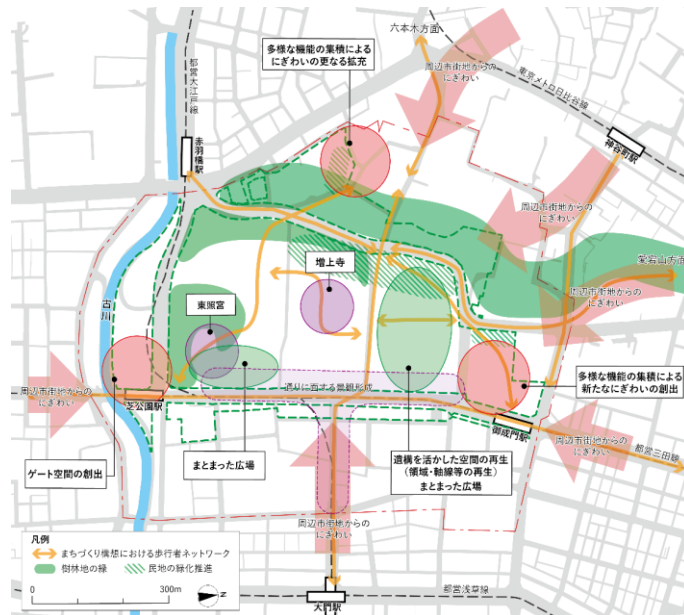 六本木方面
多様な機能の集積による
にぎわいの更なる拡充
周辺市街地からの
にぎわい
東京メトロ日比谷線
都営大江戸線
赤羽橋駅
神谷町駅
周辺市街地からの
にぎわい
愛宕山方面
増上寺
周辺市街地からの
にぎわい
東照宮
古川
通りに面する景観形成
多様な機能の集積による
新たなにぎわいの創出
周辺市街地からの
にぎわい
芝公園駅
御成門駅
周辺市街地からの
にぎわい
都営三田線
ゲート空間の創出
まとまった広場
遺構を活かした空間の再生
(領域・軸線等の再生)
まとまった広場
周辺市街地からの
にぎわい
凡例
まちづくり構想における歩行者ネットワーク
樹林地の緑
民地の緑化推進
0
300m
N
大門駅
都営浅草線